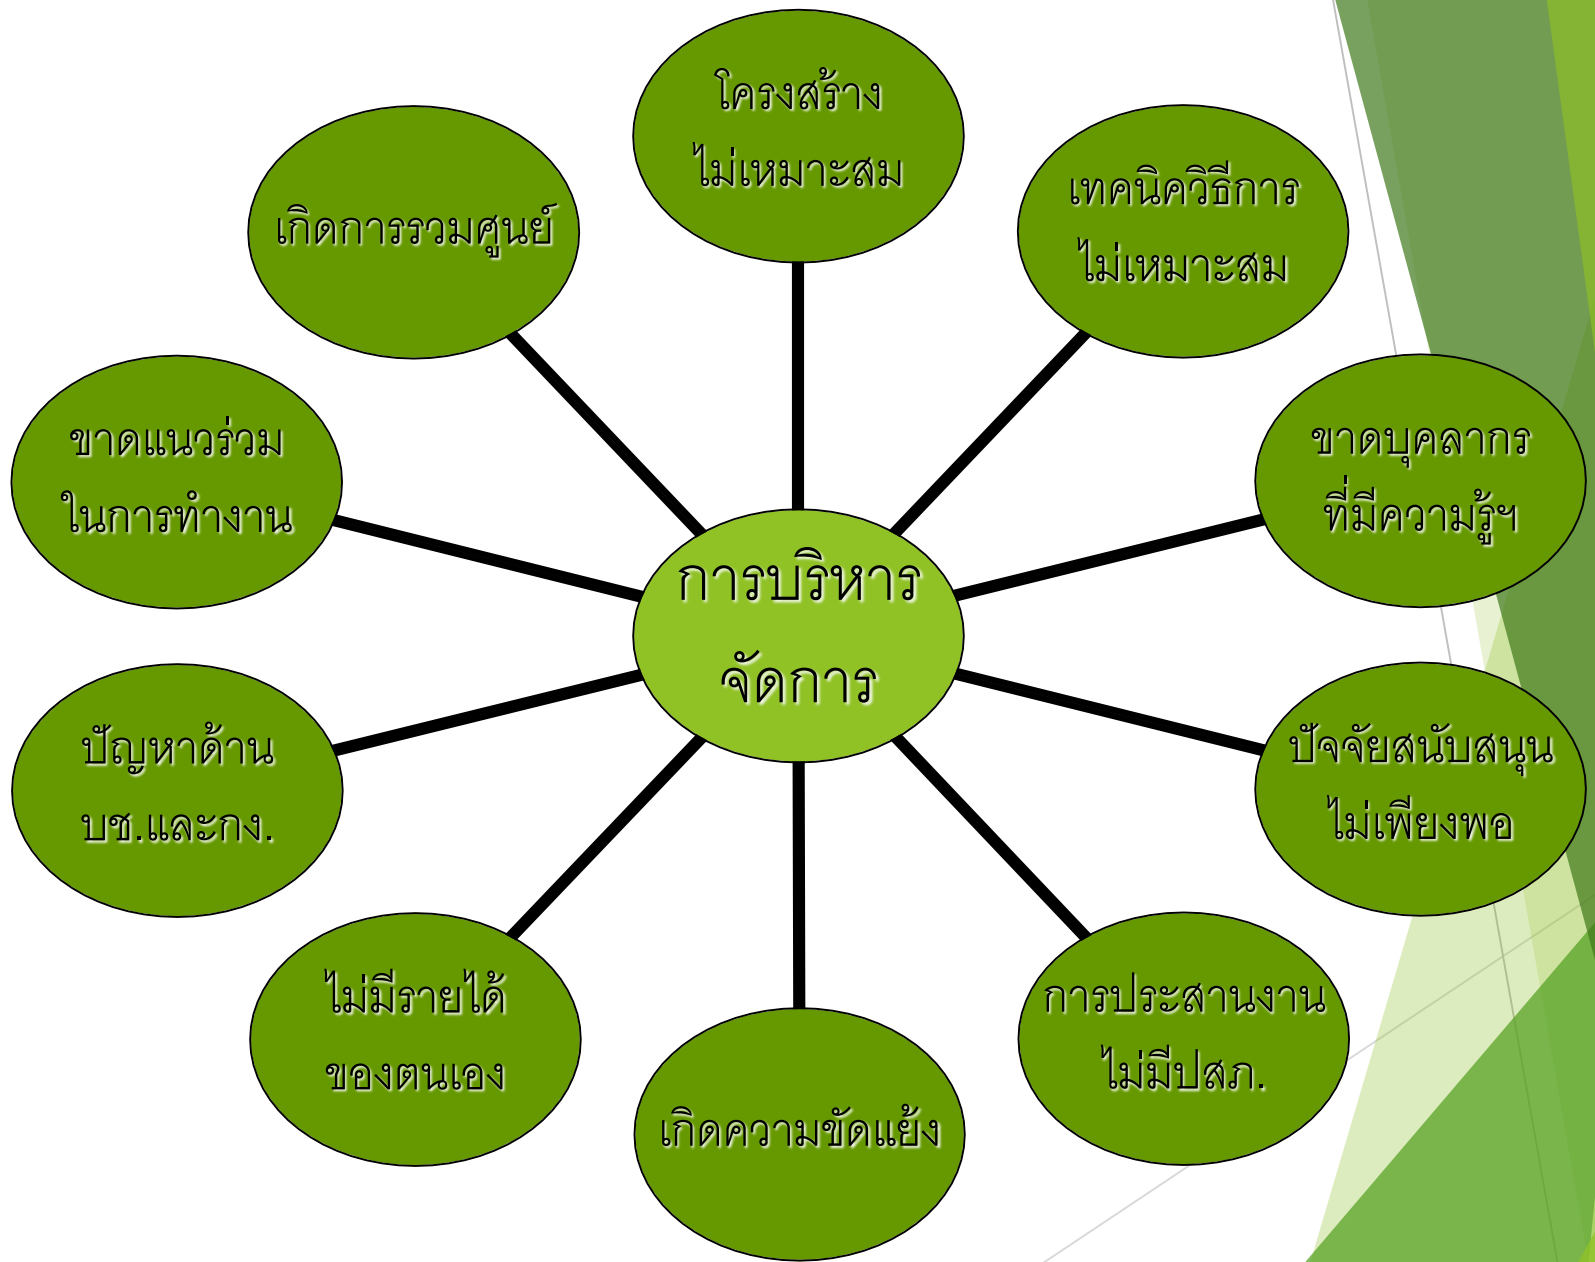 โครงสร้าง
ไม่เหมาะสม
เทคนิควิธีการ
ไม่เหมาะสม
ขาดบุคลากร
ที่มีความรู้ฯ
ปัจจัยสนับสนุน
ไม่เพียงพอ
การประสานงาน
ไม่มีปสภ.
เกิดความขัดแย้ง
ไม่มีรายได้
ของตนเอง
ปัญหาด้าน
บช.และกง.
ขาดแนวร่วม
ในการทำงาน
เกิดการรวมศูนย์
การบริหาร
จัดการ